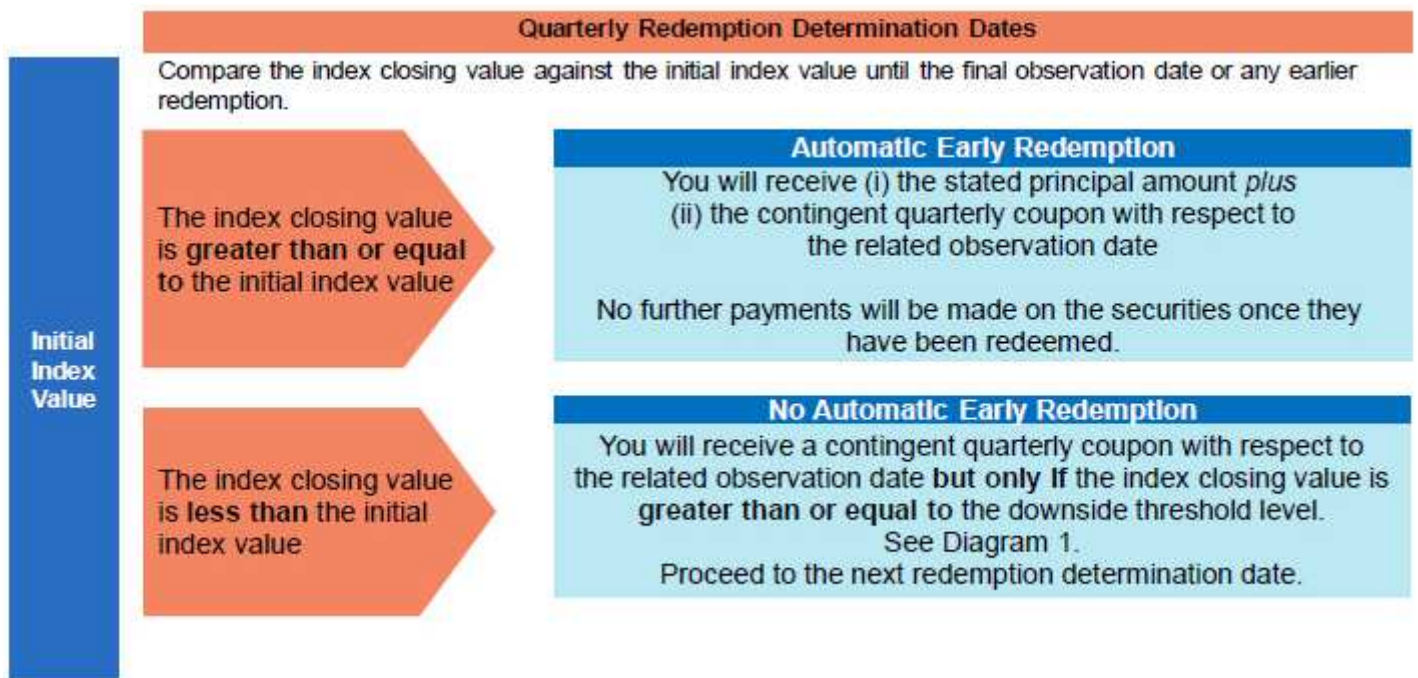 Quarterly Redemption Determination Dates
Compare the index closing value against the initial index value until the final observation date or any earlier
redemption.
Initial
Index
Value
The index closing value
is greater than or equal
to the initial index value
Automatic Early Redemption
You will receive (i) the stated principal amount plus
(ii) the contingent quarterly coupon with respect to
the related observation date
No further payments will be made on the securities once they
have been redeemed.
The index closing value
is less than the initial
index value
No Automatic Early Redemption
You will receive a contingent quarterly coupon with respect to
the related observation date but only if the index closing value is
greater than or equal to the downside threshold level.
See Diagram 1.
Proceed to the next redemption determination date.